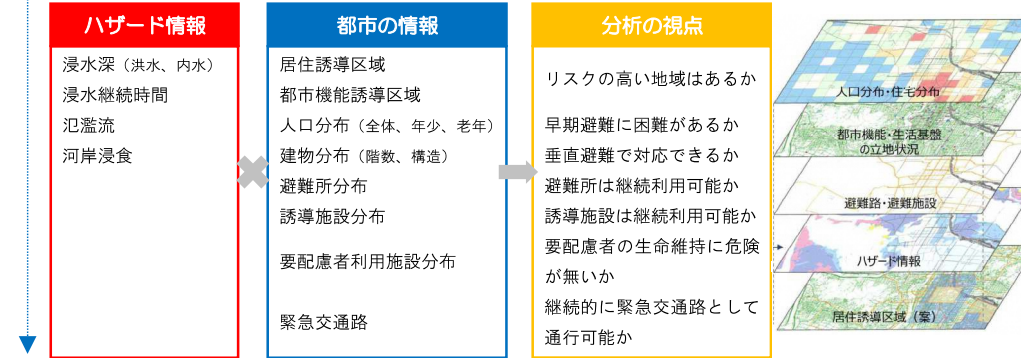 ハザード情報
浸水深（洪水、内水）
浸水継続時間
氾濫流
河岸浸食
都市の情報
居住誘導区域
都市機能誘導区域
人口分布（全体、年少、老年）
建物分布（階数、構造）
避難所分布
誘導施設分布
要配慮者利用施設分布
緊急交通路
分析の視点
リスクの高い地域はあるか
早期避難に困難があるか
垂直避難で対応できるか
避難所は継続利用可能か
誘導施設は継続利用可能か
要配慮者の生命維持に危険
が無いか
継続的に緊急交通路として
通行可能か
人口分布・住宅分布
都市機能・生活基盤
の立地状況
避難路・避難施設
ハザード情報
居住誘導区域（案）